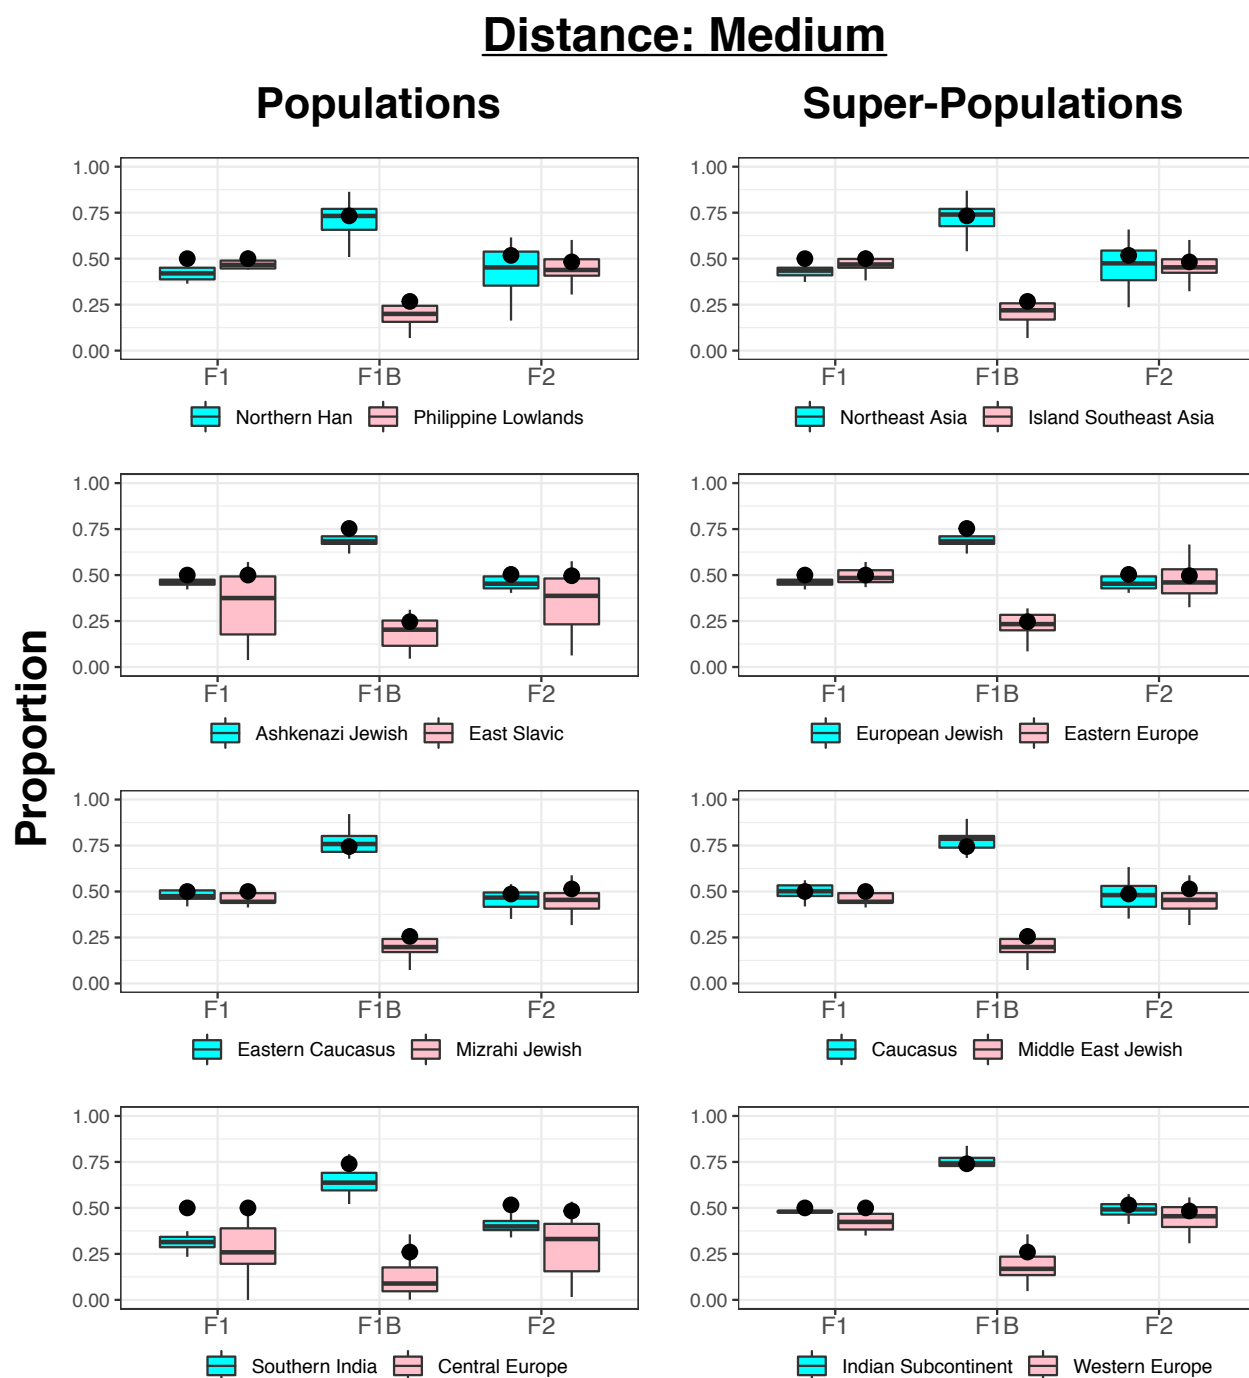 Distance: Medium
Populations
Super-Populations
Proportion
1.00
0.75
0.50
0.25
0.00
F1 F1B F2
Northern Han Philippine Lowlands
1.00
0.75
0.50
0.25
0.00
F1 F1B F2
Northeast Asia Island Southeast Asia
1.00
0.75
0.50
0.25
0.00
F1 F1B F2
Ashkenazi Jewish East Slavic
1.00
0.75
0.50
0.25
0.00
F1 F1B F2
European Jewish Eastern Europe
1.00
0.75
0.50
0.25
0.00
F1 F1B F2
Eastern Caucasus Mizrahi Jewish
1.00
0.75
0.50
0.25
0.00
F1 F1B F2
Caucasus Middle East Jewish
1.00
0.75
0.50
0.25
0.00
F1 F1B F2
Southern India Central Europe
1.00
0.75
0.50
0.25
0.00
F1 F1B F2
Indian Subcontinent Western Europe